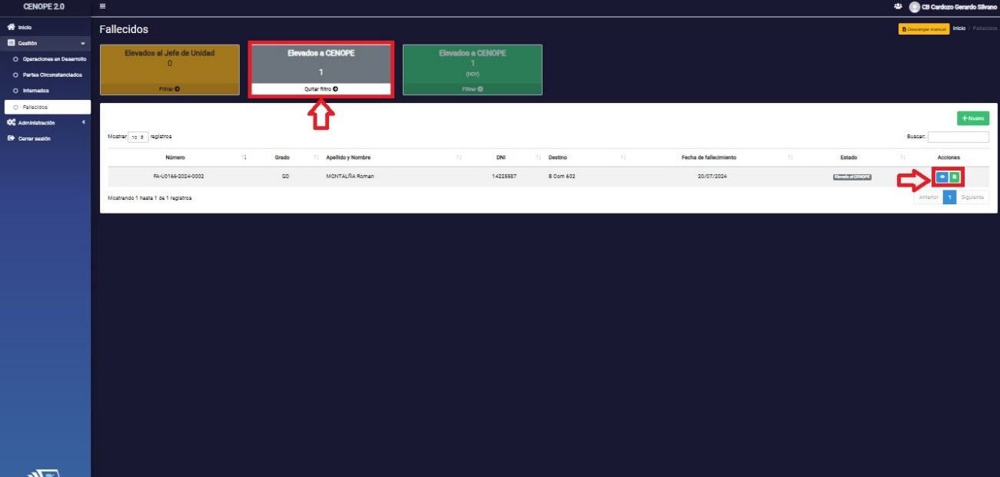 CENOPE 2.0
CB Cardozo Gerardo Silvano
Inicio
Gestión
Operaciones en Desarrollo
Partes Circunstanciados
Internados
Fallecidos
Administración
Cerrar sesión
Fallecidos
Descargar manual
Inicio / Fallecidos
Elevados al Jefe de Unidad
0
Filtrar
Elevados a CENOPE
1
Quitar filtro
Elevados a CENOPE
1
(HOY)
Filtrar
+ Nuevo
Mostrar 10 registros
Buscar:
Número Grado Apellido y Nombre DNI Destino Fecha de fallecimiento Estado Acciones
FA-U0166-2024-0002 GD MONTALÑA Roman 14225587 B Com 602 20/07/2024 Elevado al CENOPE
Mostrando 1 hasta 1 de 1 registros
Anterior 1 Siguiente